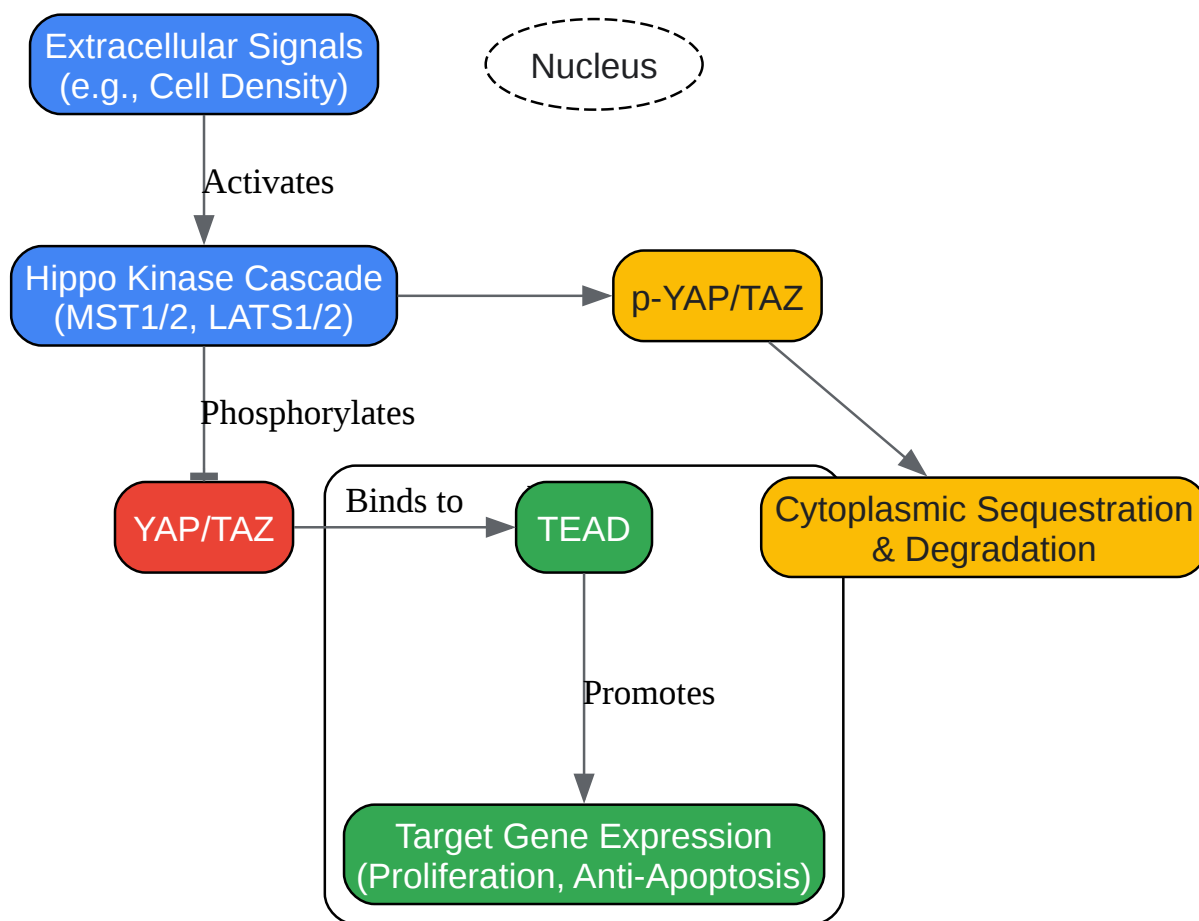 Extracellular Signals
(e.g., Cell Density)
Nucleus
Activates
Hippo Kinase Cascade
(MST1/2, LATS1/2)
p-YAP/TAZ
Phosphorylates
Binds to
YAP/TAZ
TEAD
Cytoplasmic Sequestration
& Degradation
Promotes
Target Gene Expression
(Proliferation, Anti-Apoptosis)